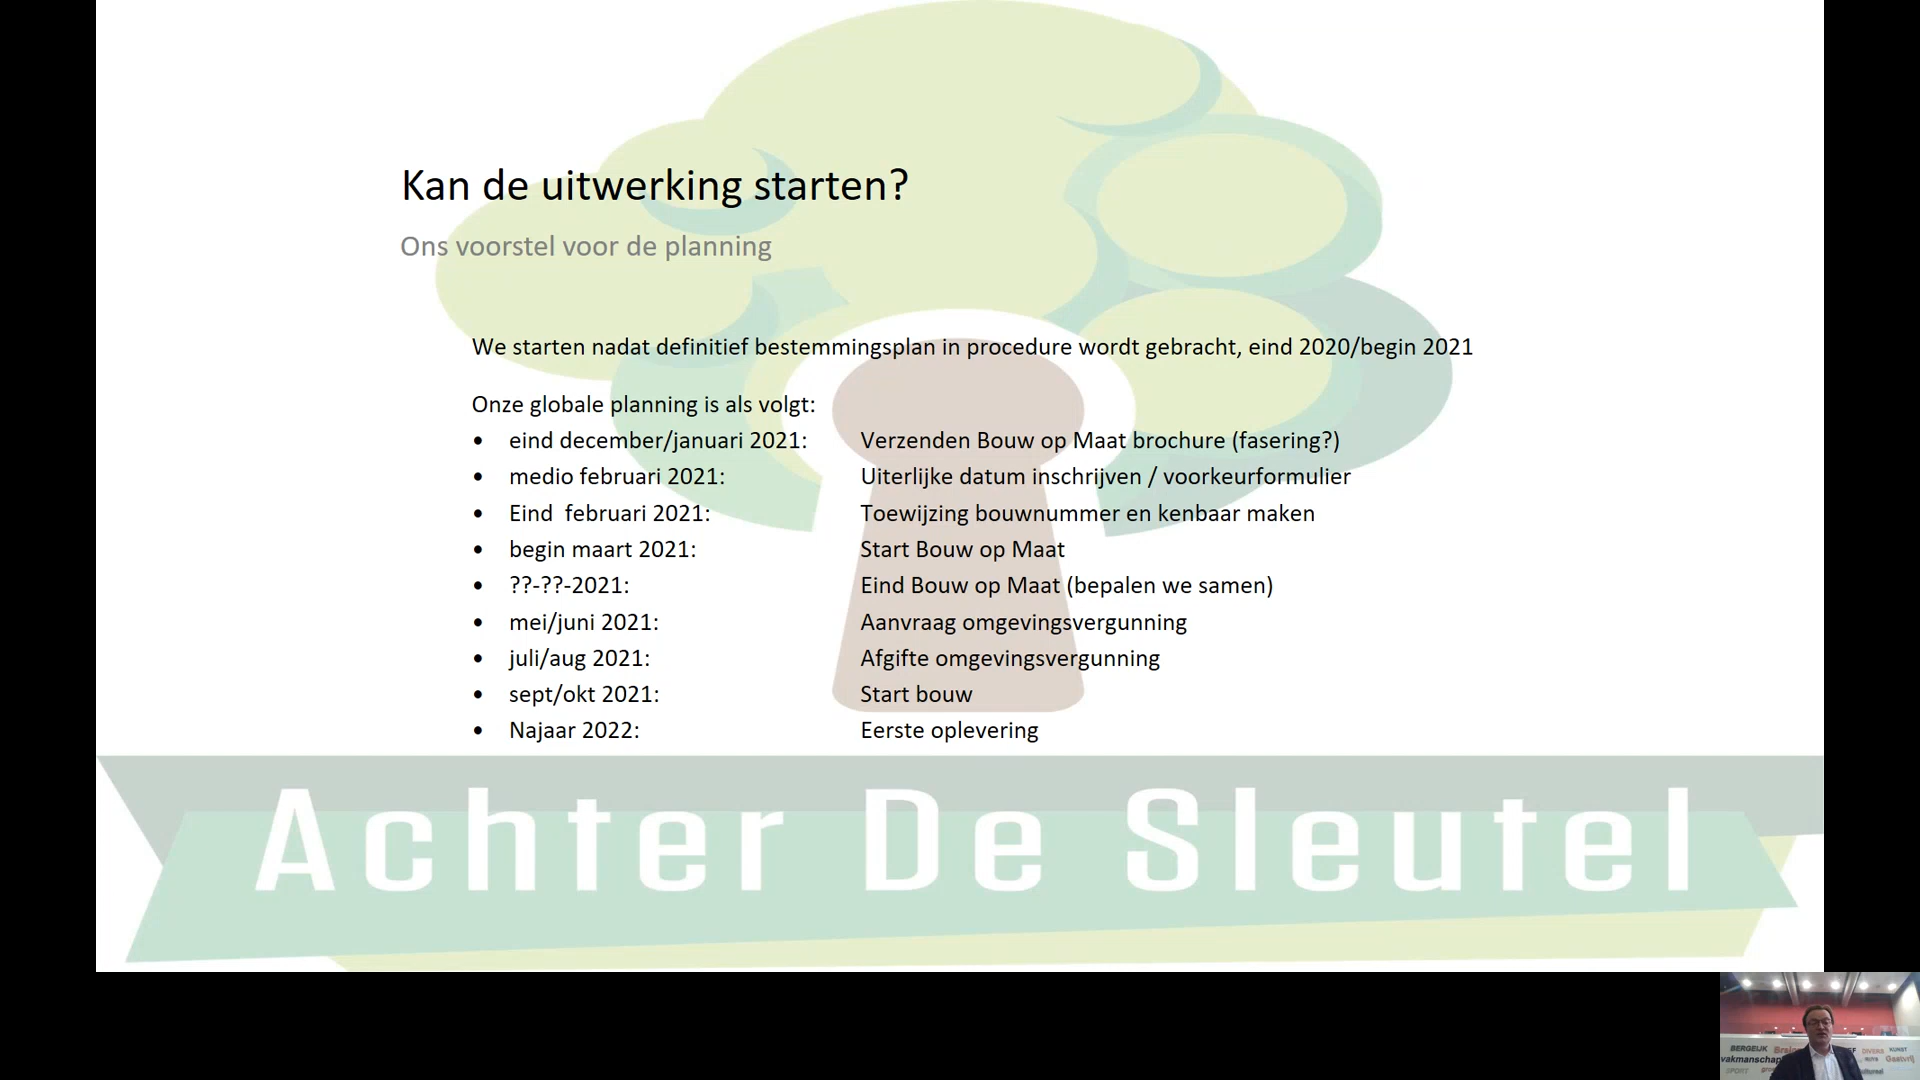 Kan de uitwerking starten?
Ons voorstel voor de planning
We starten nadat definitief bestemmingsplan in procedure wordt gebracht, eind 2020/begin 2021
Onze globale planning is als volgt:
• eind december/januari 2021: Verzenden Bouw op Maat brochure (fasering?)
• medio februari 2021: Uiterlijke datum inschrijven / voorkeurformulier
• Eind februari 2021: Toewijzing bouwnummer en kenbaar maken
• begin maart 2021: Start Bouw op Maat
• ??-??-2021: Eind Bouw op Maat (bepalen we samen)
• mei/juni 2021: Aanvraag omgevingsvergunning
• juli/aug 2021: Afgifte omgevingsvergunning
• sept/okt 2021: Start bouw
• Najaar 2022: Eerste oplevering
Achter De Sleutel
BERGEIJK
DIVERS KUNST
vakmanschap
SPORT